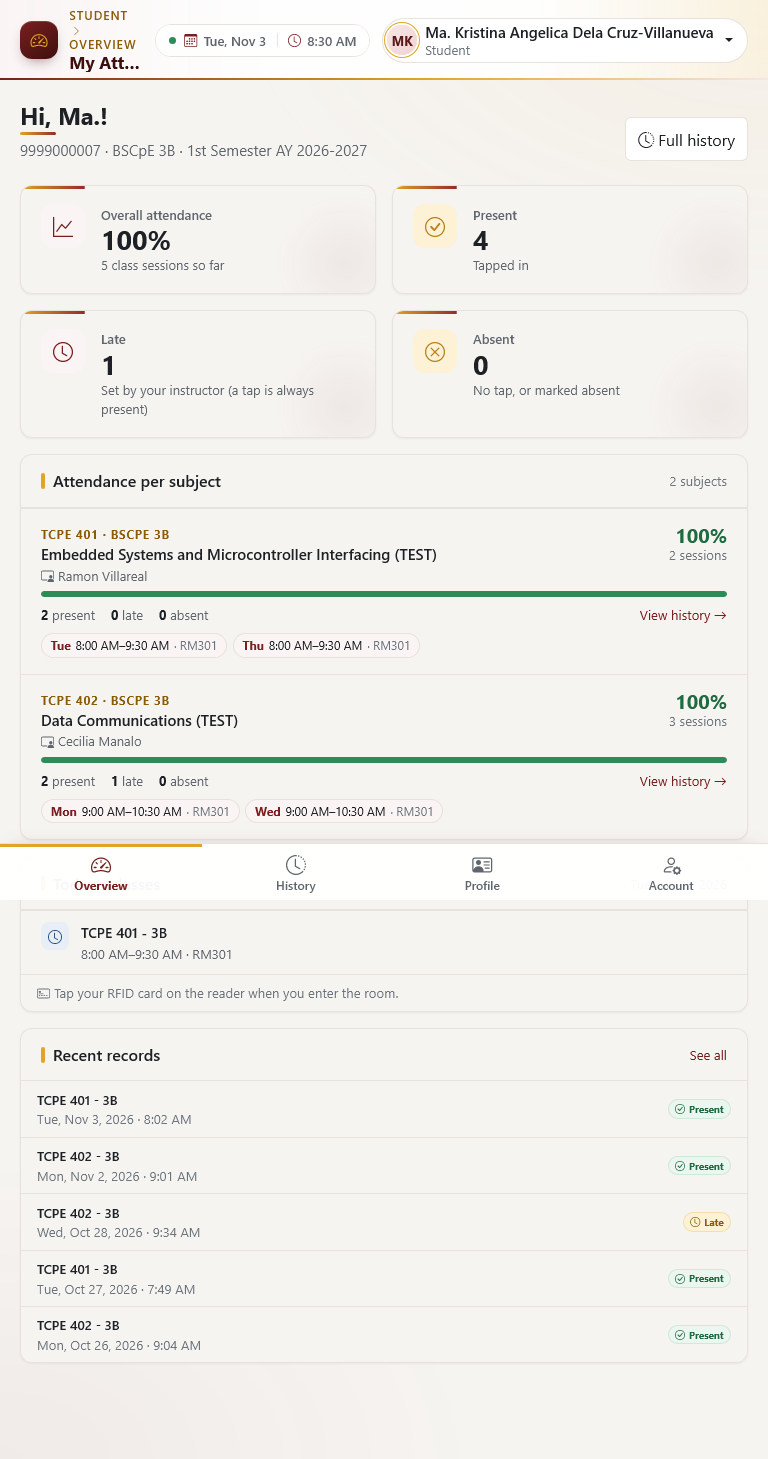 STUDENT
OVERVIEW
My Att...
Tue, Nov 3
8:30 AM
MK
Ma. Kristina Angelica Dela Cruz-Villanueva
Student
Hi, Ma.!
9999000007 · BSCpE 3B · 1st Semester AY 2026-2027
Full history
Overall attendance
100%
5 class sessions so far
Present
4
Tapped in
Late
1
Set by your instructor (a tap is always
present)
Absent
0
No tap, or marked absent
Attendance per subject
2 subjects
TCPE 401 · BSCPE 3B
100%
Embedded Systems and Microcontroller Interfacing (TEST)
2 sessions
Ramon Villareal
2 present 0 late 0 absent
View history →
Tue 8:00 AM–9:30 AM · RM301
Thu 8:00 AM–9:30 AM · RM301
TCPE 402 · BSCPE 3B
100%
Data Communications (TEST)
3 sessions
Cecilia Manalo
2 present 1 late 0 absent
View history →
Mon 9:00 AM–10:30 AM · RM301
Wed 9:00 AM–10:30 AM · RM301
Overview
History
Profile
Account
TCPE 401 - 3B
8:00 AM–9:30 AM · RM301
Tap your RFID card on the reader when you enter the room.
Recent records
See all
TCPE 401 - 3B
Tue, Nov 3, 2026 · 8:02 AM
Present
TCPE 402 - 3B
Mon, Nov 2, 2026 · 9:01 AM
Present
TCPE 402 - 3B
Wed, Oct 28, 2026 · 9:34 AM
Late
TCPE 401 - 3B
Tue, Oct 27, 2026 · 7:49 AM
Present
TCPE 402 - 3B
Mon, Oct 26, 2026 · 9:04 AM
Present